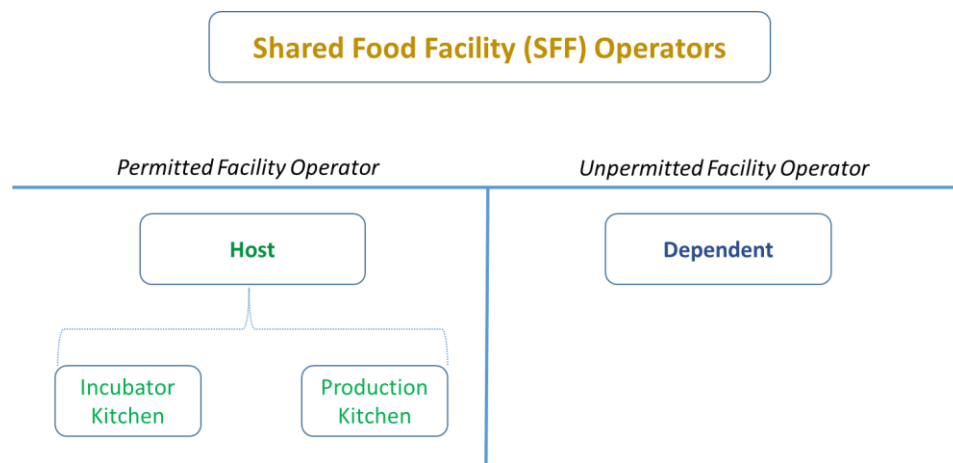 Shared Food Facility (SFF) Operators
Permitted Facility Operator
Unpermitted Facility Operator
Host
Dependent
Incubator
Kitchen
Production
Kitchen